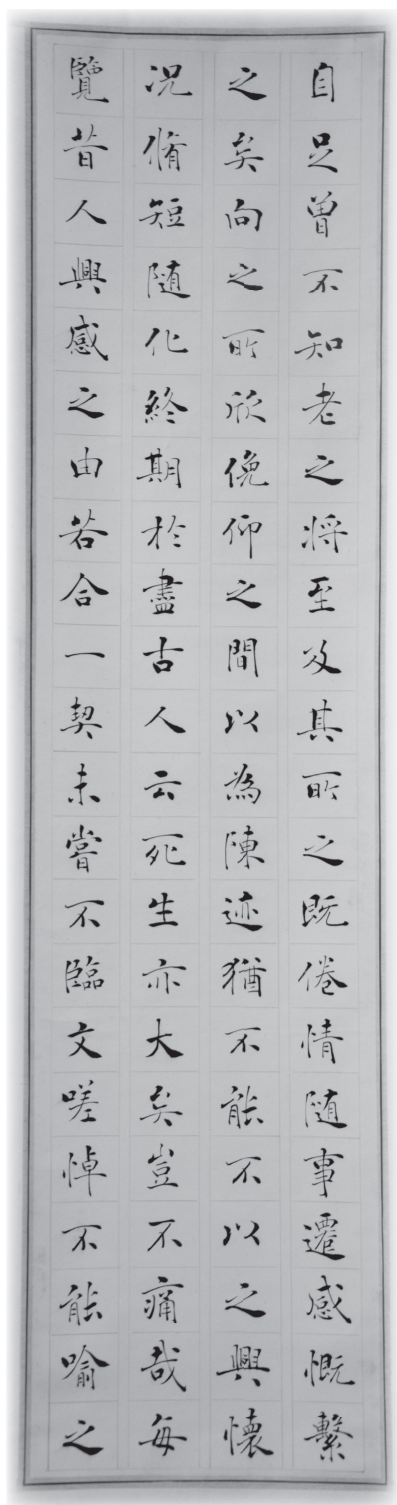 自足曾不知老之将至及其所之既倦情随事遷感慨繫
之矣向之所欣俛仰之間以為陳迹猶不能不以之興懷
况脩短随化終期於盡古人云死生亦大矣豈不痛哉每
覽昔人興感之由若合一契未嘗不臨文嗟悼不能喻之